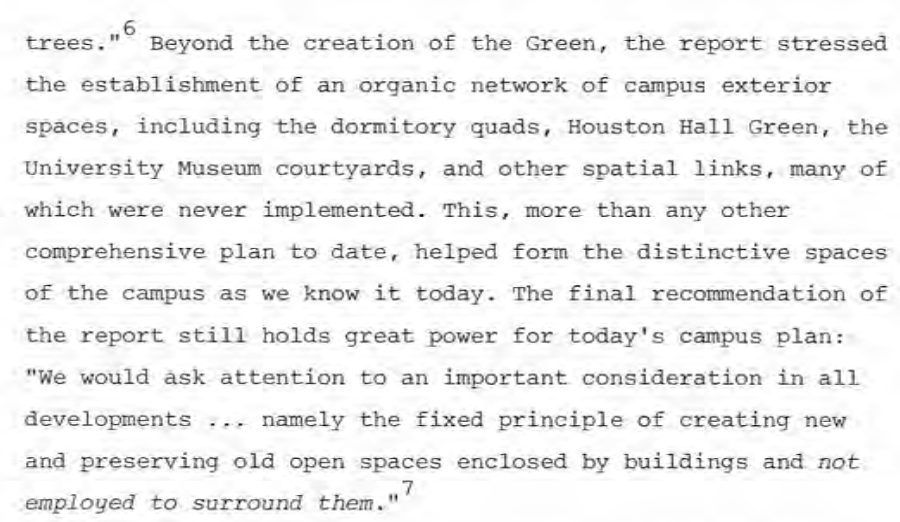 trees."6 Beyond the creation of the Green, the report stressed
the establishment of an organic network of campus exterior
spaces, including the dormitory quads, Houston Hall Green, the
University Museum courtyards, and other spatial links, many of
which were never implemented. This, more than any other
comprehensive plan to date, helped form the distinctive spaces
of the campus as we know it today. The final recommendation of
the report still holds great power for today's campus plan:
"We would ask attention to an important consideration in all
developments ... namely the fixed principle of creating new
and preserving old open spaces enclosed by buildings and not
employed to surround them."7